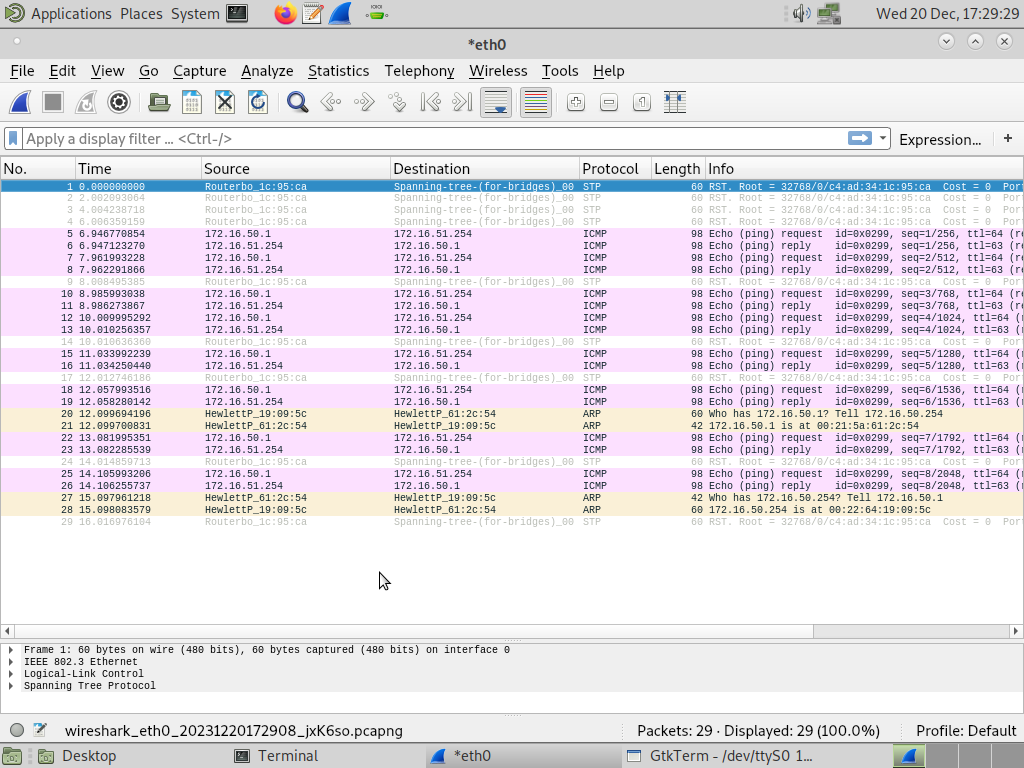 Applications Places System Wed 20 Dec, 17:29:29
*eth0
File Edit View Go Capture Analyze Statistics Telephony Wireless Tools Help
Apply a display filter … <Ctrl-/> Expression… +
No. Time Source Destination Protocol Length Info
1 0.000000000 Routerbo_1c:95:ca Spanning-tree-(for-bridges)_00 STP 60 RST. Root = 32768/0/c4:ad:34:1c:95:ca Cost = 0 Por
2 2.002093064 Routerbo_1c:95:ca Spanning-tree-(for-bridges)_00 STP 60 RST. Root = 32768/0/c4:ad:34:1c:95:ca Cost = 0 Por
3 4.004238718 Routerbo_1c:95:ca Spanning-tree-(for-bridges)_00 STP 60 RST. Root = 32768/0/c4:ad:34:1c:95:ca Cost = 0 Por
4 6.006359159 Routerbo_1c:95:ca Spanning-tree-(for-bridges)_00 STP 60 RST. Root = 32768/0/c4:ad:34:1c:95:ca Cost = 0 Por
5 6.946770854 172.16.50.1 172.16.51.254 ICMP 98 Echo (ping) request id=0x0299, seq=1/256, ttl=64 (re
6 6.947123270 172.16.51.254 172.16.50.1 ICMP 98 Echo (ping) reply id=0x0299, seq=1/256, ttl=63 (re
7 7.961993228 172.16.50.1 172.16.51.254 ICMP 98 Echo (ping) request id=0x0299, seq=2/512, ttl=64 (re
8 7.962291866 172.16.51.254 172.16.50.1 ICMP 98 Echo (ping) reply id=0x0299, seq=2/512, ttl=63 (re
9 8.008495385 Routerbo_1c:95:ca Spanning-tree-(for-bridges)_00 STP 60 RST. Root = 32768/0/c4:ad:34:1c:95:ca Cost = 0 Por
10 8.985993038 172.16.50.1 172.16.51.254 ICMP 98 Echo (ping) request id=0x0299, seq=3/768, ttl=64 (re
11 8.986273867 172.16.51.254 172.16.50.1 ICMP 98 Echo (ping) reply id=0x0299, seq=3/768, ttl=63 (re
12 10.009995292 172.16.50.1 172.16.51.254 ICMP 98 Echo (ping) request id=0x0299, seq=4/1024, ttl=64 (r
13 10.010256357 172.16.51.254 172.16.50.1 ICMP 98 Echo (ping) reply id=0x0299, seq=4/1024, ttl=63 (r
14 10.010636360 Routerbo_1c:95:ca Spanning-tree-(for-bridges)_00 STP 60 RST. Root = 32768/0/c4:ad:34:1c:95:ca Cost = 0 Por
15 11.033992239 172.16.50.1 172.16.51.254 ICMP 98 Echo (ping) request id=0x0299, seq=5/1280, ttl=64 (r
16 11.034250440 172.16.51.254 172.16.50.1 ICMP 98 Echo (ping) reply id=0x0299, seq=5/1280, ttl=63 (r
17 12.012746186 Routerbo_1c:95:ca Spanning-tree-(for-bridges)_00 STP 60 RST. Root = 32768/0/c4:ad:34:1c:95:ca Cost = 0 Por
18 12.057993516 172.16.50.1 172.16.51.254 ICMP 98 Echo (ping) request id=0x0299, seq=6/1536, ttl=64 (r
19 12.058280142 172.16.51.254 172.16.50.1 ICMP 98 Echo (ping) reply id=0x0299, seq=6/1536, ttl=63 (r
20 12.099694196 HewlettP_19:09:5c HewlettP_61:2c:54 ARP 60 Who has 172.16.50.1? Tell 172.16.50.254
21 12.099700831 HewlettP_61:2c:54 HewlettP_19:09:5c ARP 42 172.16.50.1 is at 00:21:5a:61:2c:54
22 13.081995351 172.16.50.1 172.16.51.254 ICMP 98 Echo (ping) request id=0x0299, seq=7/1792, ttl=64 (r
23 13.082285539 172.16.51.254 172.16.50.1 ICMP 98 Echo (ping) reply id=0x0299, seq=7/1792, ttl=63 (r
24 14.014859713 Routerbo_1c:95:ca Spanning-tree-(for-bridges)_00 STP 60 RST. Root = 32768/0/c4:ad:34:1c:95:ca Cost = 0 Por
25 14.105993206 172.16.50.1 172.16.51.254 ICMP 98 Echo (ping) request id=0x0299, seq=8/2048, ttl=64 (r
26 14.106255737 172.16.51.254 172.16.50.1 ICMP 98 Echo (ping) reply id=0x0299, seq=8/2048, ttl=63 (r
27 15.097961218 HewlettP_61:2c:54 HewlettP_19:09:5c ARP 42 Who has 172.16.50.254? Tell 172.16.50.1
28 15.098083579 HewlettP_19:09:5c HewlettP_61:2c:54 ARP 60 172.16.50.254 is at 00:22:64:19:09:5c
29 16.016976104 Routerbo_1c:95:ca Spanning-tree-(for-bridges)_00 STP 60 RST. Root = 32768/0/c4:ad:34:1c:95:ca Cost = 0 Por
Frame 1: 60 bytes on wire (480 bits), 60 bytes captured (480 bits) on interface 0
IEEE 802.3 Ethernet
Logical-Link Control
Spanning Tree Protocol
wireshark_eth0_20231220172908_jxK6so.pcapng Packets: 29 · Displayed: 29 (100.0%) Profile: Default
Desktop Terminal *eth0 GtkTerm - /dev/ttyS0 1...